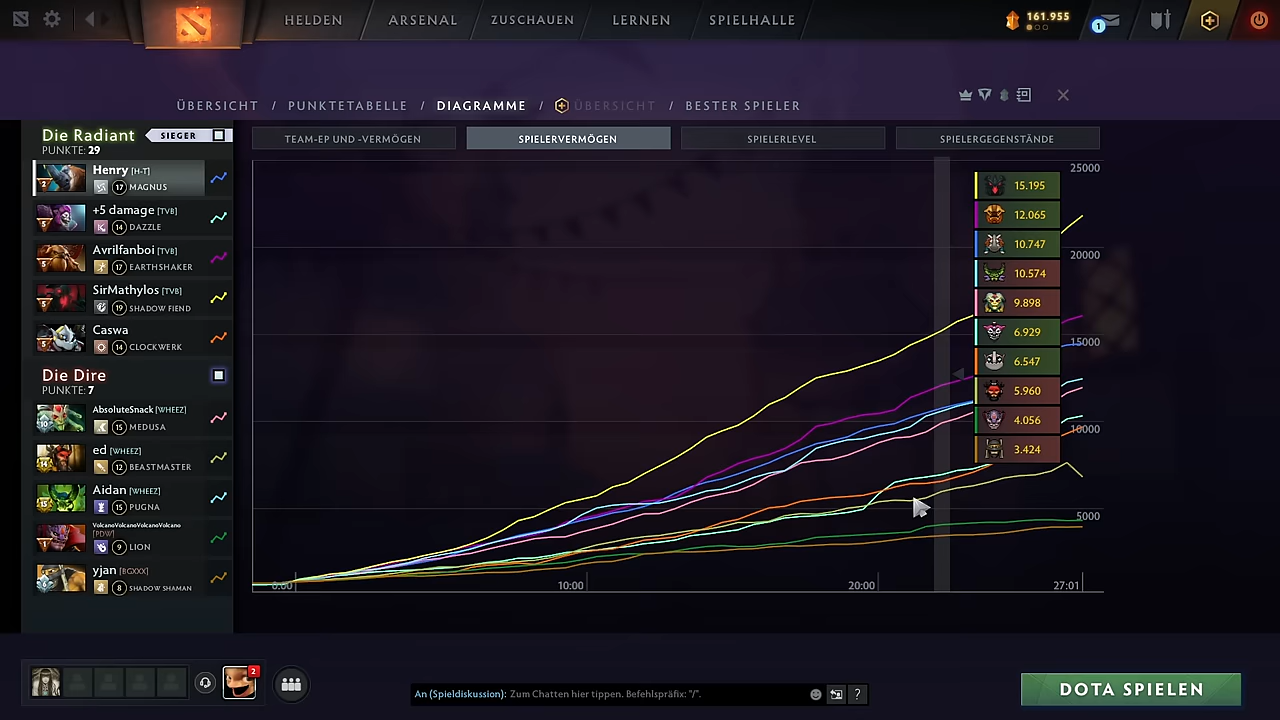 HELDEN ARSENAL ZUSCHAUEN LERNEN SPIELHALLE 161.955 1
ÜBERSICHT / PUNKTETABELLE / DIAGRAMME / ÜBERSICHT / BESTER SPIELER
Die Radiant SIEGER
PUNKTE: 29
TEAM-EP UND -VERMÖGEN SPIELERVERMÖGEN SPIELERLEVEL SPIELERGEGENSTÄNDE
Henry [H-T]
17 MAGNUS
+5 damage [TVB]
14 DAZZLE
Avrilfanboi [TVB]
17 EARTHSHAKER
SirMathylos [TVB]
19 SHADOW FIEND
Caswa
14 CLOCKWERK
Die Dire
PUNKTE: 7
AbsoluteSnack [WHEEZ]
15 MEDUSA
ed [WHEEZ]
12 BEASTMASTER
Aidan [WHEEZ]
15 PUGNA
VolcanoVolcanoVolcanoVolcano
[PDW]
9 LION
yjan [BGXXX]
8 SHADOW SHAMAN
25000
20000
15000
10000
5000
15.195
12.065
10.747
10.574
9.898
6.929
6.547
5.960
4.056
3.424
0:00 10:00 20:00 27:01
2
An (Spieldiskussion): Zum Chatten hier tippen. Befehlspräfix: "/". ?
DOTA SPIELEN